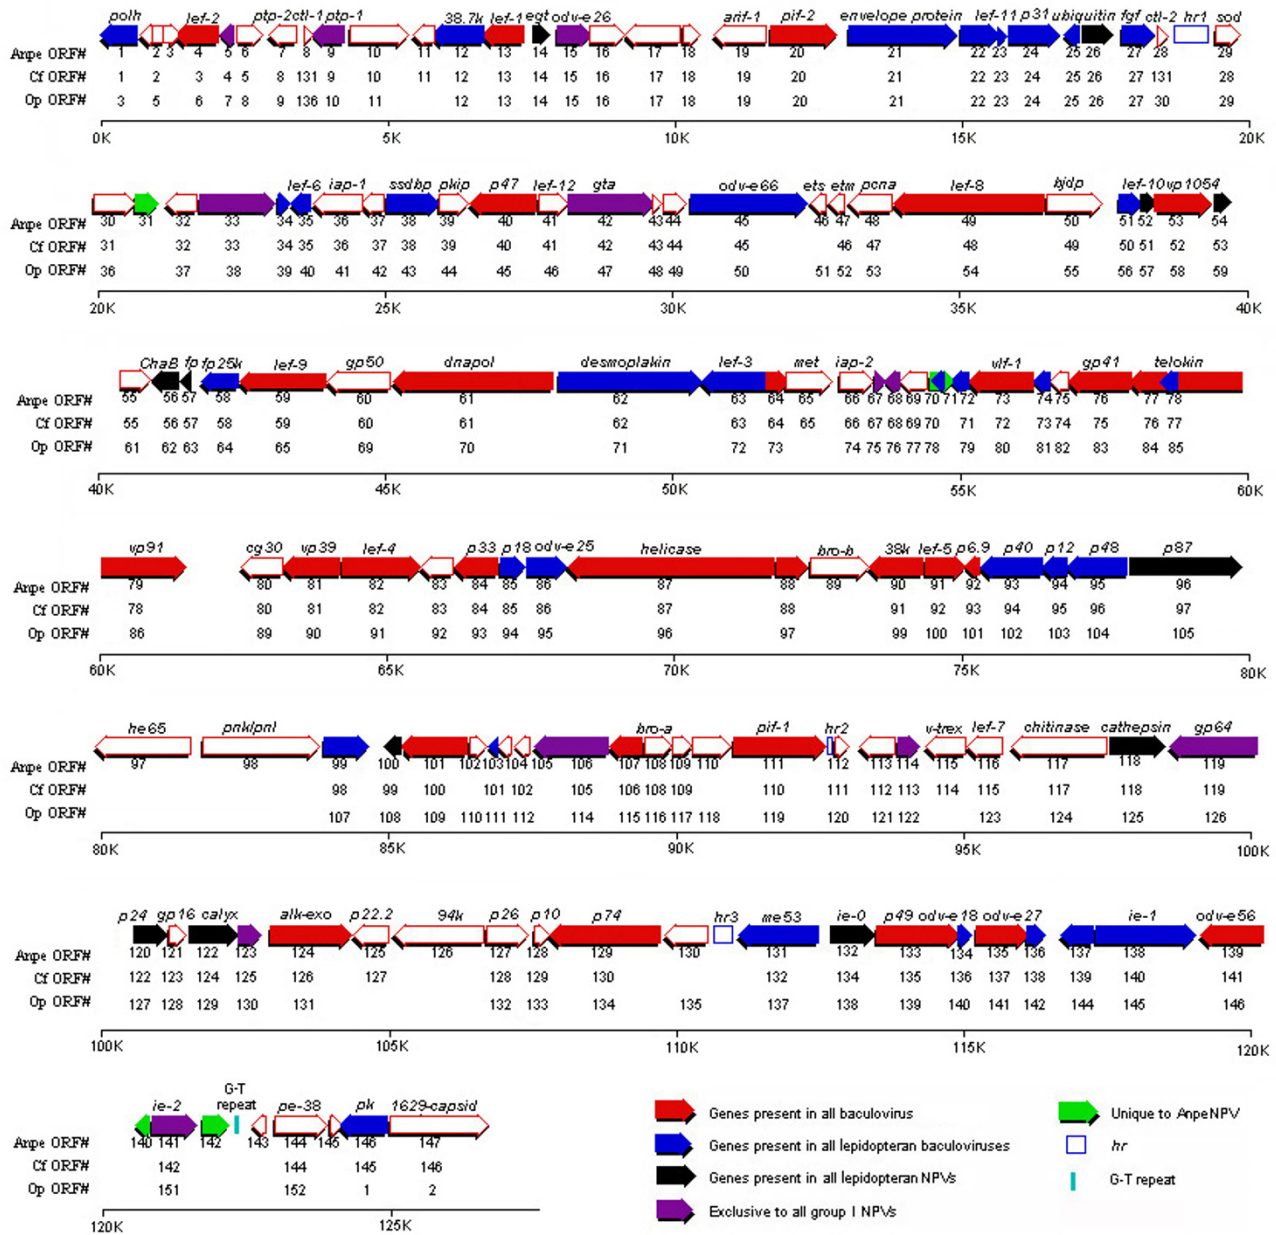 polh lef-2 ptp-2 ctl-1 ptp-1 38.7k lef-1 egt odv-e26 arif-1 pif-2 envelope protein lef-11 p31 ubiquitin fgf ctl-2 hr1 sod
Anpe ORF# 1 2 3 4 5 6 7 8 9 10 11 12 13 14 15 16 17 18 19 20 21 22 23 24 25 26 27 28 29
Cf ORF# 1 2 3 4 5 8 131 9 10 11 12 13 14 15 16 17 18 19 20 21 22 23 24 25 26 27 131 28
Op ORF# 3 5 6 7 8 9 136 10 11 12 13 14 15 16 17 18 19 20 21 22 23 24 25 26 27 30 29
0K 5K 10K 15K 20K
lef-6 iap-1 ssdbp pkip p47 lef-12 gta odv-e66 ets etm pcna lef-8 bjdp lef-10 vp1054
Anpe ORF# 30 31 32 33 34 35 36 37 38 39 40 41 42 43 44 45 46 47 48 49 50 51 52 53 54
Cf ORF# 31 32 33 34 35 36 37 38 39 40 41 42 43 44 45 46 47 48 49 50 51 52 53
Op ORF# 36 37 38 39 40 41 42 43 44 45 46 47 48 49 50 51 52 53 54 55 56 57 58 59
20K 25K 30K 35K 40K
ChaB fp fp25k lef-9 gp50 dnapol desmoplakin lef-3 met iap-2 vlf-1 gp41 telokin
Anpe ORF# 55 56 57 58 59 60 61 62 63 64 65 66 67 68 69 70 71 72 73 74 75 76 77 78
Cf ORF# 55 56 57 58 59 60 61 62 63 64 65 66 67 68 69 70 71 72 73 74 75 76 77
Op ORF# 61 62 63 64 65 69 70 71 72 73 74 75 76 77 78 79 80 81 82 83 84 85
40K 45K 50K 55K 60K
vp91 cg30 vp39 lef-4 p33 p18 odv-e25 helicase bro-b 38k lef-5 p6.9 p40 p12 p48 p87
Anpe ORF# 79 80 81 82 83 84 85 86 87 88 89 90 91 92 93 94 95 96
Cf ORF# 78 80 81 82 83 84 85 86 87 88 91 92 93 94 95 96 97
Op ORF# 86 89 90 91 92 93 94 95 96 97 99 100 101 102 103 104 105
60K 65K 70K 75K 80K
he65 pnk/pnl bro-a pif-1 hr2 v-trex lef-7 chitinase cathepsin gp64
Anpe ORF# 97 98 99 100 101 102 103 104 105 106 107 108 109 110 111 112 113 114 115 116 117 118 119
Cf ORF# 98 99 100 101 102 105 106 108 109 110 111 112 113 114 115 117 118 119
Op ORF# 107 108 109 110 111 112 114 115 116 117 118 119 120 121 122 123 124 125 126
80K 85K 90K 95K 100K
p24 gp16 calyx alk-exo p22.2 94k p26 p10 p74 hr3 me53 ie-0 p49 odv-e18 odv-e27 ie-1 odv-e56
Anpe ORF# 120 121 122 123 124 125 126 127 128 129 130 131 132 133 134 135 136 137 138 139
Cf ORF# 122 123 124 125 126 127 128 129 130 132 134 135 136 137 138 139 140 141
Op ORF# 127 128 129 130 131 132 133 134 135 137 138 139 140 141 142 144 145 146
100K 105K 110K 115K 120K
ie-2 G-T repeat pe-38 pk 1629-capsid
Anpe ORF# 140 141 142 143 144 145 146 147
Cf ORF# 142 144 145 146
Op ORF# 151 152 1 2
120K 125K
Genes present in all baculovirus
Genes present in all lepidopteran baculoviruses
Genes present in all lepidopteran NPVs
Exclusive to all group I NPVs
Unique to AnpeNPV
hr
G-T repeat